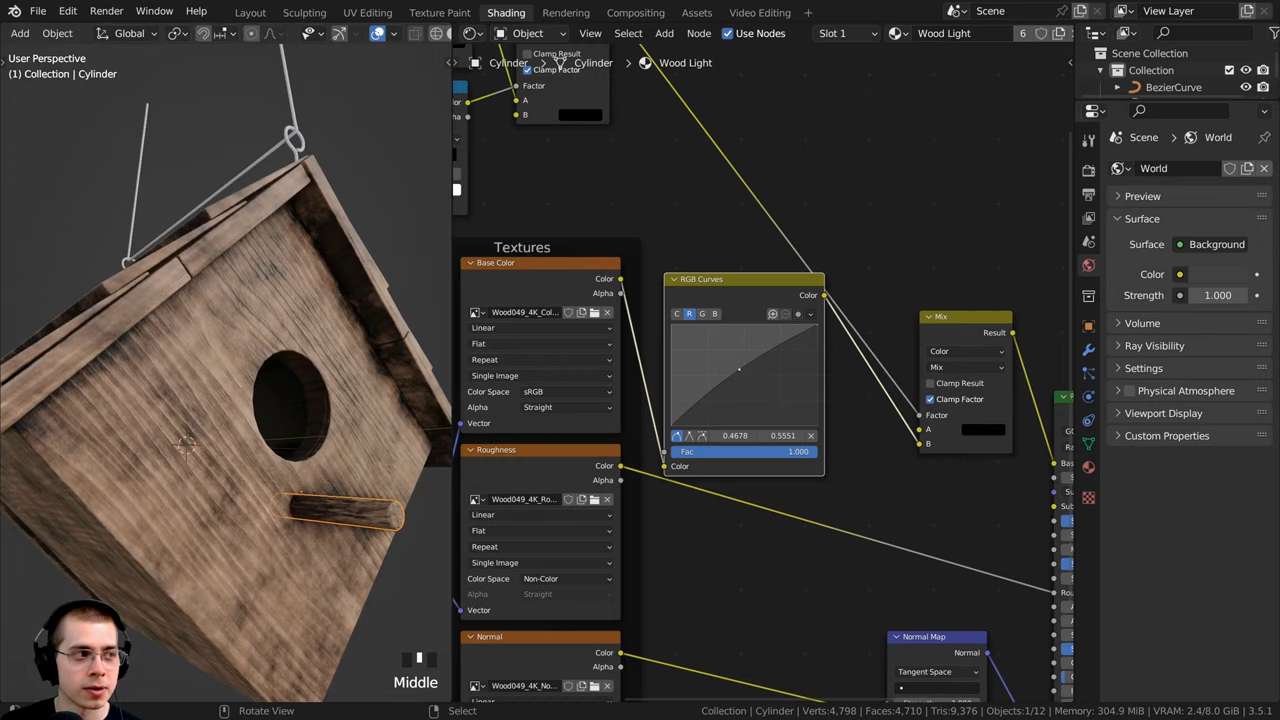 File Edit Render Window Help Layout Sculpting UV Editing Texture Paint Shading Rendering Compositing Assets Video Editing + Scene View Layer
Add Object Global Object View Select Add Node Use Nodes Slot 1 Wood Light 6
User Perspective
(1) Collection | Cylinder
Cylinder > Cylinder > Wood Light
Clamp Result
Clamp Factor
Factor
A
B
Textures
Base Color
Color
Alpha
Wood049_4K_Col...
Linear
Flat
Repeat
Single Image
Color Space sRGB
Alpha Straight
Vector
Roughness
Color
Alpha
Wood049_4K_Ro...
Linear
Flat
Repeat
Single Image
Color Space Non-Color
Alpha Straight
Vector
Normal
Color
Alpha
Wood049_4K_No...
RGB Curves
Color
C R G B
0.4678 0.5551
Fac 1.000
Color
Mix
Result
Color
Mix
Clamp Result
Clamp Factor
Factor
A
B
Base
Rou
Normal Map
Normal
Tangent Space
Scene Collection
Collection
BezierCurve
Scene > World
World
Preview
Surface
Surface Background
Color
Strength 1.000
Volume
Ray Visibility
Settings
Physical Atmosphere
Viewport Display
Custom Properties
Middle
Rotate View Select Collection | Cylinder | Verts:4,798 | Faces:4,710 | Tris:9,376 | Objects:1/12 | Memory: 304.9 MiB | VRAM: 2.4/8.0 GiB | 3.5.1